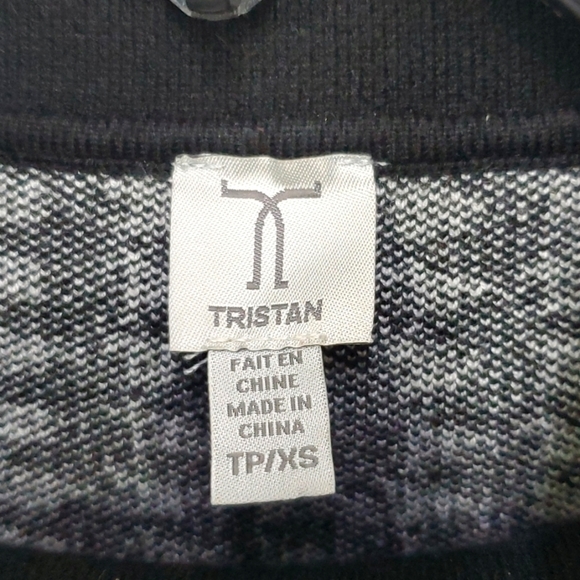 TRISTAN
FAIT EN
CHINE
MADE IN
CHINA
TP/XS